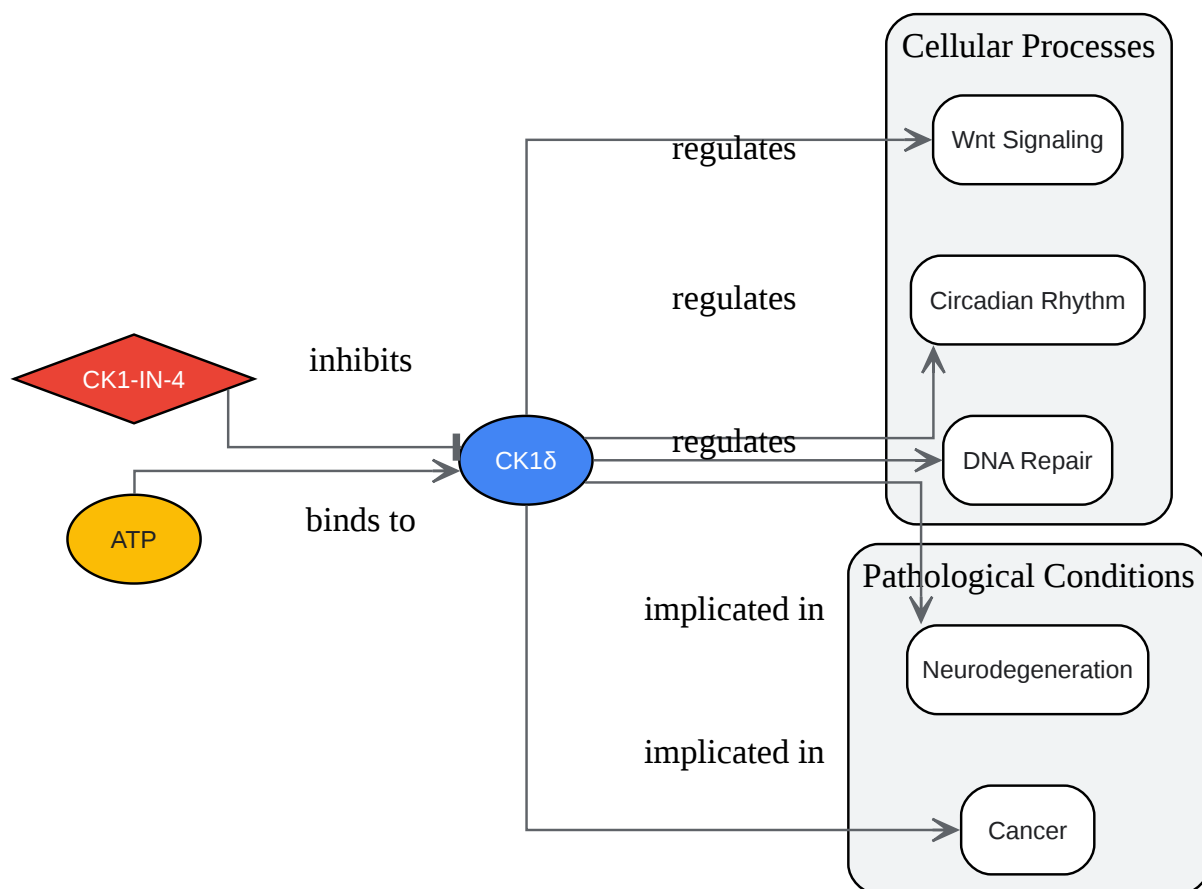 Cellular Processes
regulates
Wnt Signaling
regulates
Circadian Rhythm
inhibits
CK1-IN-4
regulates
CK1δ
DNA Repair
binds to
ATP
Pathological Conditions
implicated in
Neurodegeneration
implicated in
Cancer